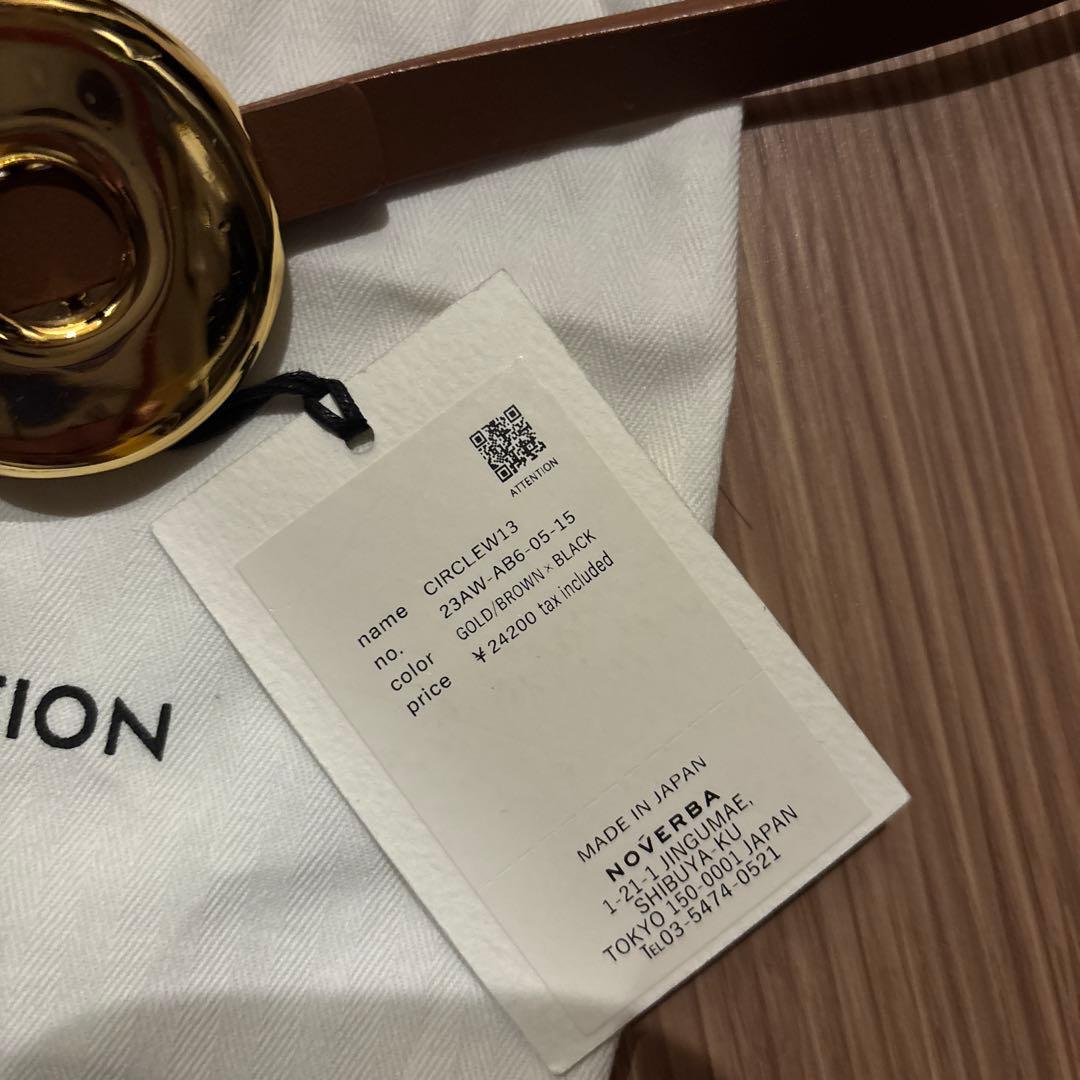 ATTENTION
name CIRCLEW13
no. 23AW-AB6-05-15
color GOLD/BROWN×BLACK
price ¥24200 tax included
MADE IN JAPAN
NOVERBA
1-21-1 JINGUMAE,
SHIBUYA-KU
TOKYO 150-0001 JAPAN
TEL03-5474-0521
TION